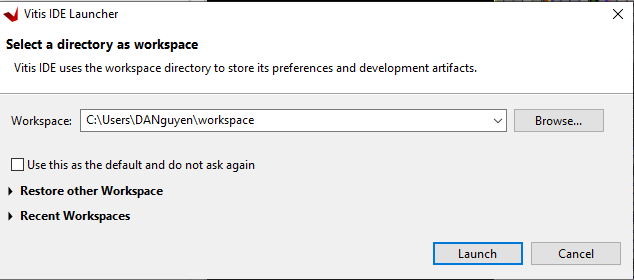 Vitis IDE Launcher
Select a directory as workspace
Vitis IDE uses the workspace directory to store its preferences and development artifacts.
Workspace: C:\Users\DANguyen\workspace Browse...
Use this as the default and do not ask again
Restore other Workspace
Recent Workspaces
Launch Cancel